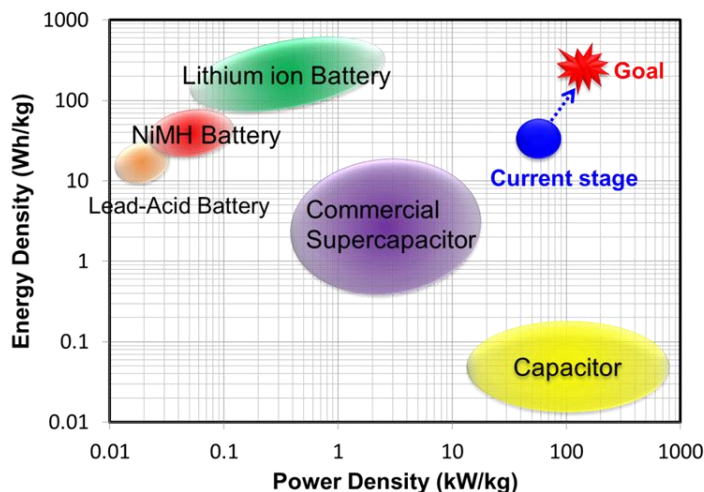 1000
100
10
1
0.1
0.01
Energy Density (Wh/kg)
Lithium ion Battery
Goal
NiMH Battery
Current stage
Lead-Acid Battery
Commercial
Supercapacitor
Capacitor
0.01 0.1 1 10 100 1000
Power Density (kW/kg)